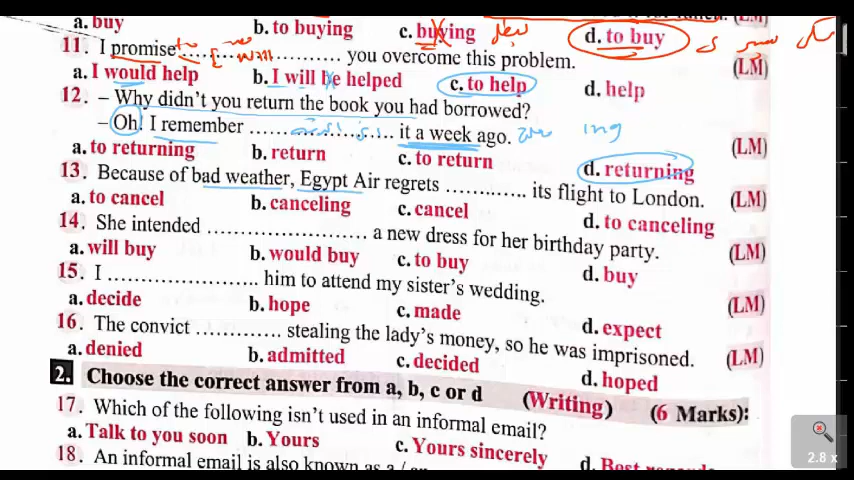 a. buy b. to buying c. buying d. to buy
11. I promise ........................ you overcome this problem. (LM)
a. I would help b. I will be helped c. to help d. help
12. – Why didn't you return the book you had borrowed?
– Oh! I remember ........................ it a week ago. ing (LM)
a. to returning b. return c. to return d. returning
13. Because of bad weather, Egypt Air regrets ............... its flight to London. (LM)
a. to cancel b. canceling c. cancel d. to canceling
14. She intended ........................ a new dress for her birthday party. (LM)
a. will buy b. would buy c. to buy d. buy
15. I ........................ him to attend my sister's wedding. (LM)
a. decide b. hope c. made d. expect
16. The convict ............. stealing the lady's money, so he was imprisoned. (LM)
a. denied b. admitted c. decided d. hoped
2. Choose the correct answer from a, b, c or d (Writing) (6 Marks):
17. Which of the following isn't used in an informal email?
a. Talk to you soon b. Yours c. Yours sincerely d. Best regards
18. An informal email is also known as a / an
2.8 x